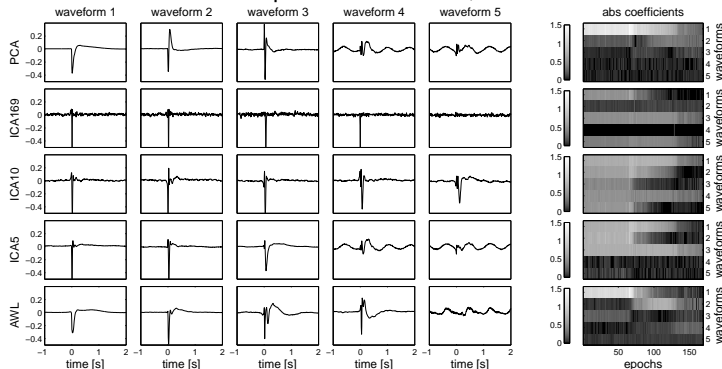 waveform 1 waveform 2 waveform 3 waveform 4 waveform 5 abs coefficients
PCA 0.2 0 −0.2 −0.4 1.5 1 0.5 0 1 2 3 4 5 waveforms
ICA169 0.2 0 −0.2 −0.4 1.5 1 0.5 0 1 2 3 4 5 waveforms
ICA10 0.2 0 −0.2 −0.4 1.5 1 0.5 0 1 2 3 4 5 waveforms
ICA5 0.2 0 −0.2 −0.4 1.5 1 0.5 0 1 2 3 4 5 waveforms
AWL 0.2 0 −0.2 −0.4 1.5 1 0.5 0 1 2 3 4 5 waveforms
−1 0 1 2 −1 0 1 2 −1 0 1 2 −1 0 1 2 −1 0 1 2 50 100 150
time [s] time [s] time [s] time [s] time [s] epochs